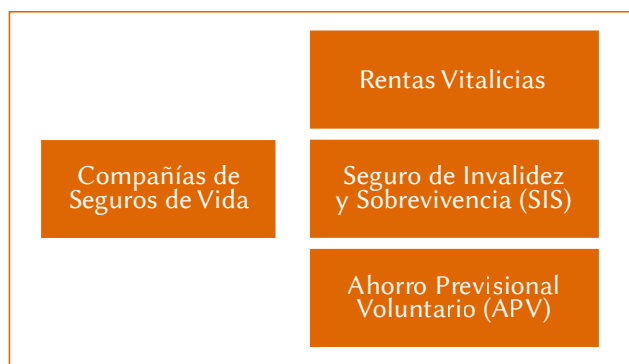 Compañías de
Seguros de Vida
Rentas Vitalicias
Seguro de Invalidez
y Sobrevivencia (SIS)
Ahorro Previsional
Voluntario (APV)